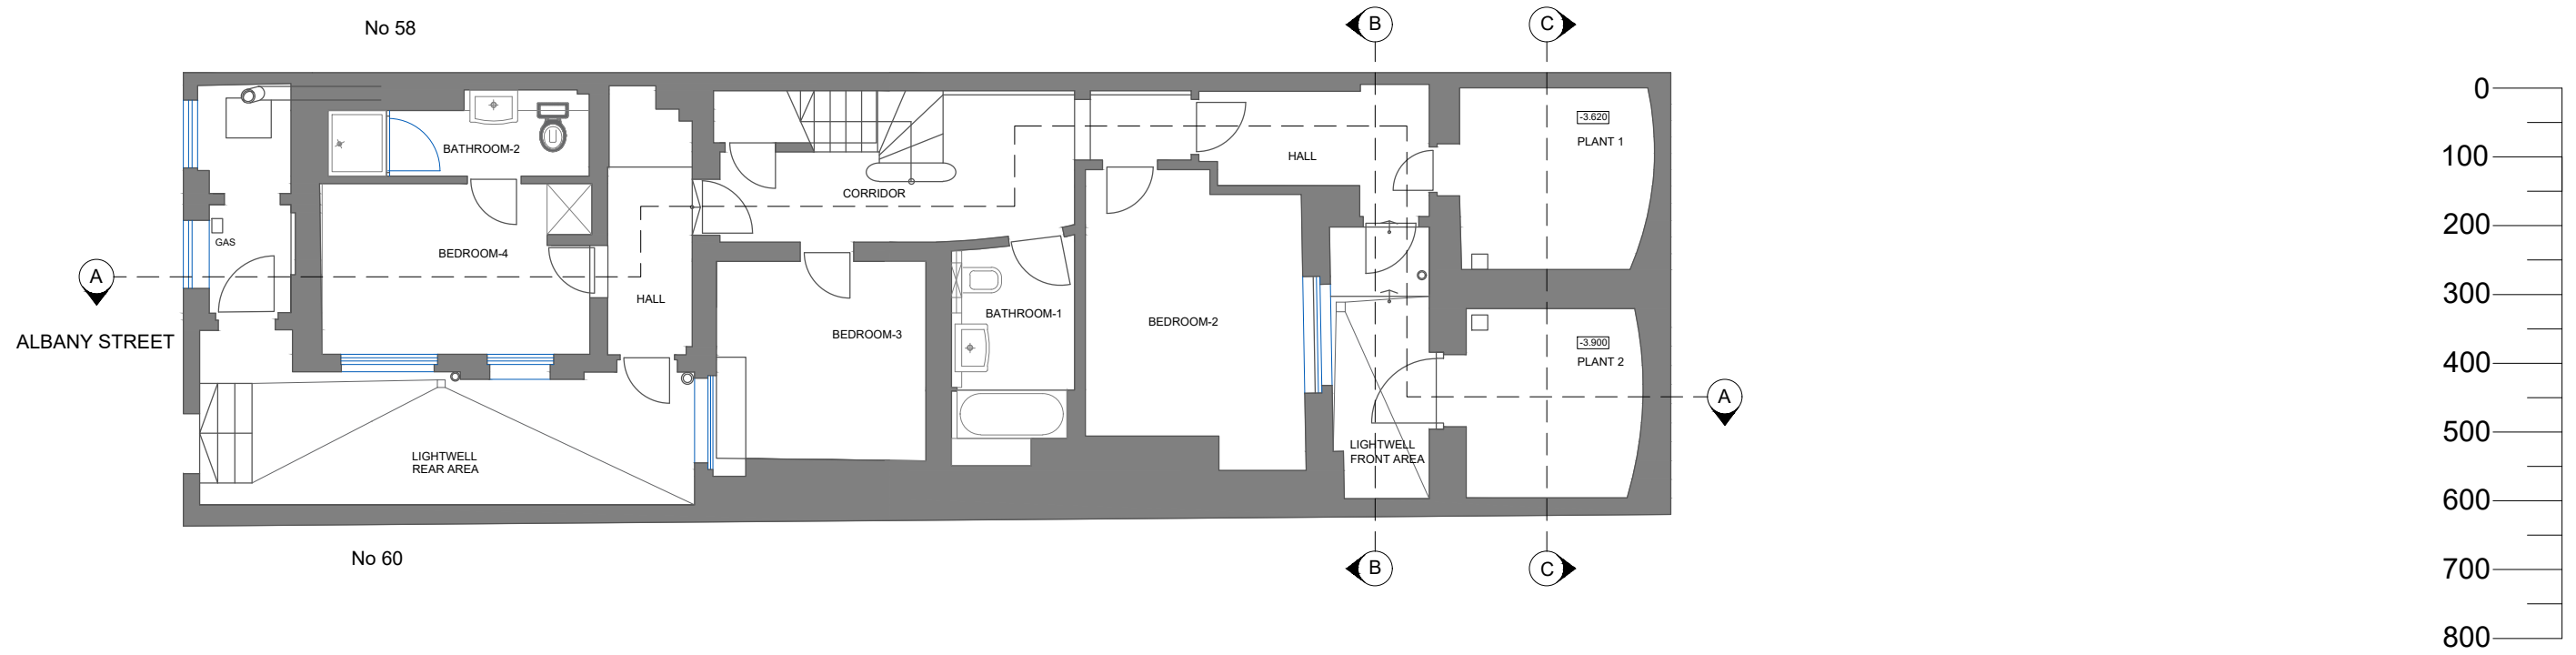 No 58
B
C
0
-3.620
PLANT 1
BATHROOM-2
HALL
100
CORRIDOR
200
GAS
BEDROOM-4
A
HALL
300
ALBANY STREET
BATHROOM-1
BEDROOM-2
BEDROOM-3
-3.900
PLANT 2
400
A
LIGHTWELL
REAR AREA
LIGHTWELL
FRONT AREA
500
600
No 60
B
C
700
800